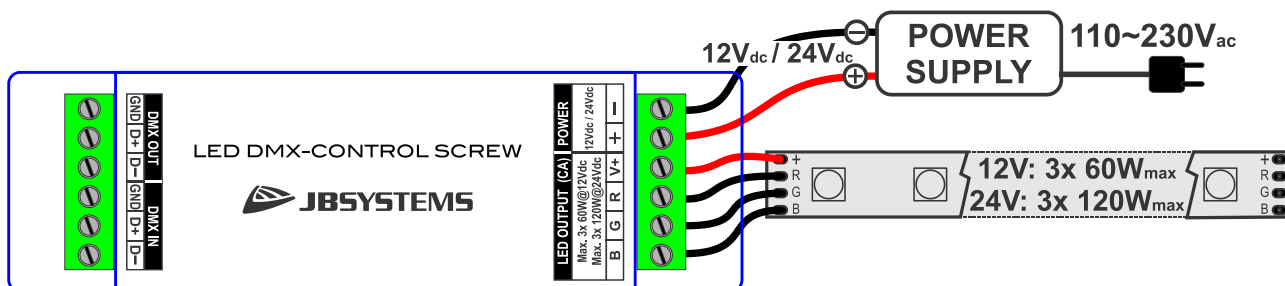 POWER
SUPPLY
110~230Vac
12Vdc / 24Vdc
GND D+ D- GND D+ D-
DMX OUT
DMX IN
LED DMX-CONTROL SCREW
JBSYSTEMS
POWER
12Vdc / 24Vdc
− +
LED OUTPUT (CA)
Max. 3x 60W@12Vdc
Max. 3x 120W@24Vdc
V+ R G B
+
R
G
B
12V: 3x 60Wmax
24V: 3x 120Wmax
+
R
G
B